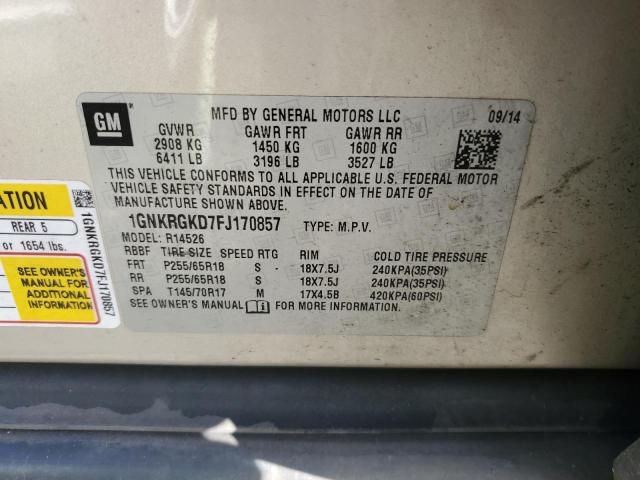 GM
MFD BY GENERAL MOTORS LLC 09/14
GVWR GAWR FRT GAWR RR
2908 KG 1450 KG 1600 KG
6411 LB 3196 LB 3527 LB
THIS VEHICLE CONFORMS TO ALL APPLICABLE U.S. FEDERAL MOTOR
VEHICLE SAFETY STANDARDS IN EFFECT ON THE DATE OF
MANUFACTURE SHOWN ABOVE.
1GNKRGKD7FJ170857 TYPE: M.P.V.
MODEL: R14526
RBBF TIRE SIZE SPEED RTG RIM COLD TIRE PRESSURE
FRT P255/65R18 S 18X7.5J 240KPA(35PSI)
RR P255/65R18 S 18X7.5J 240KPA(35PSI)
SPA T145/70R17 M 17X4.5B 420KPA(60PSI)
SEE OWNER'S MANUAL FOR MORE INFORMATION.
ATION
REAR 5
or 1654 lbs.
SEE OWNER'S
MANUAL FOR
ADDITIONAL
INFORMATION
1GNKRGKD7FJ170857